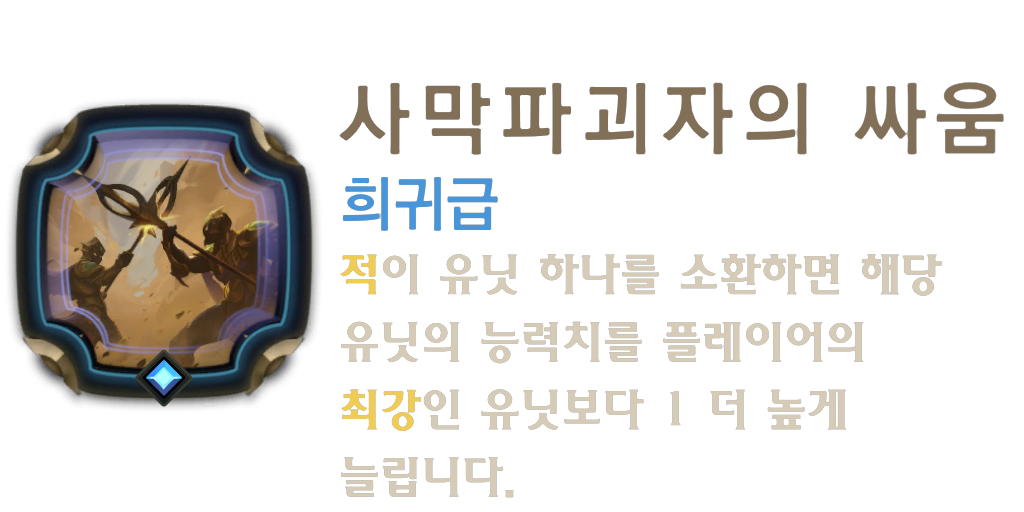 사막파괴자의 싸움
희귀급
적이 유닛 하나를 소환하면 해당
유닛의 능력치를 플레이어의
최강인 유닛보다 1 더 높게
늘립니다.